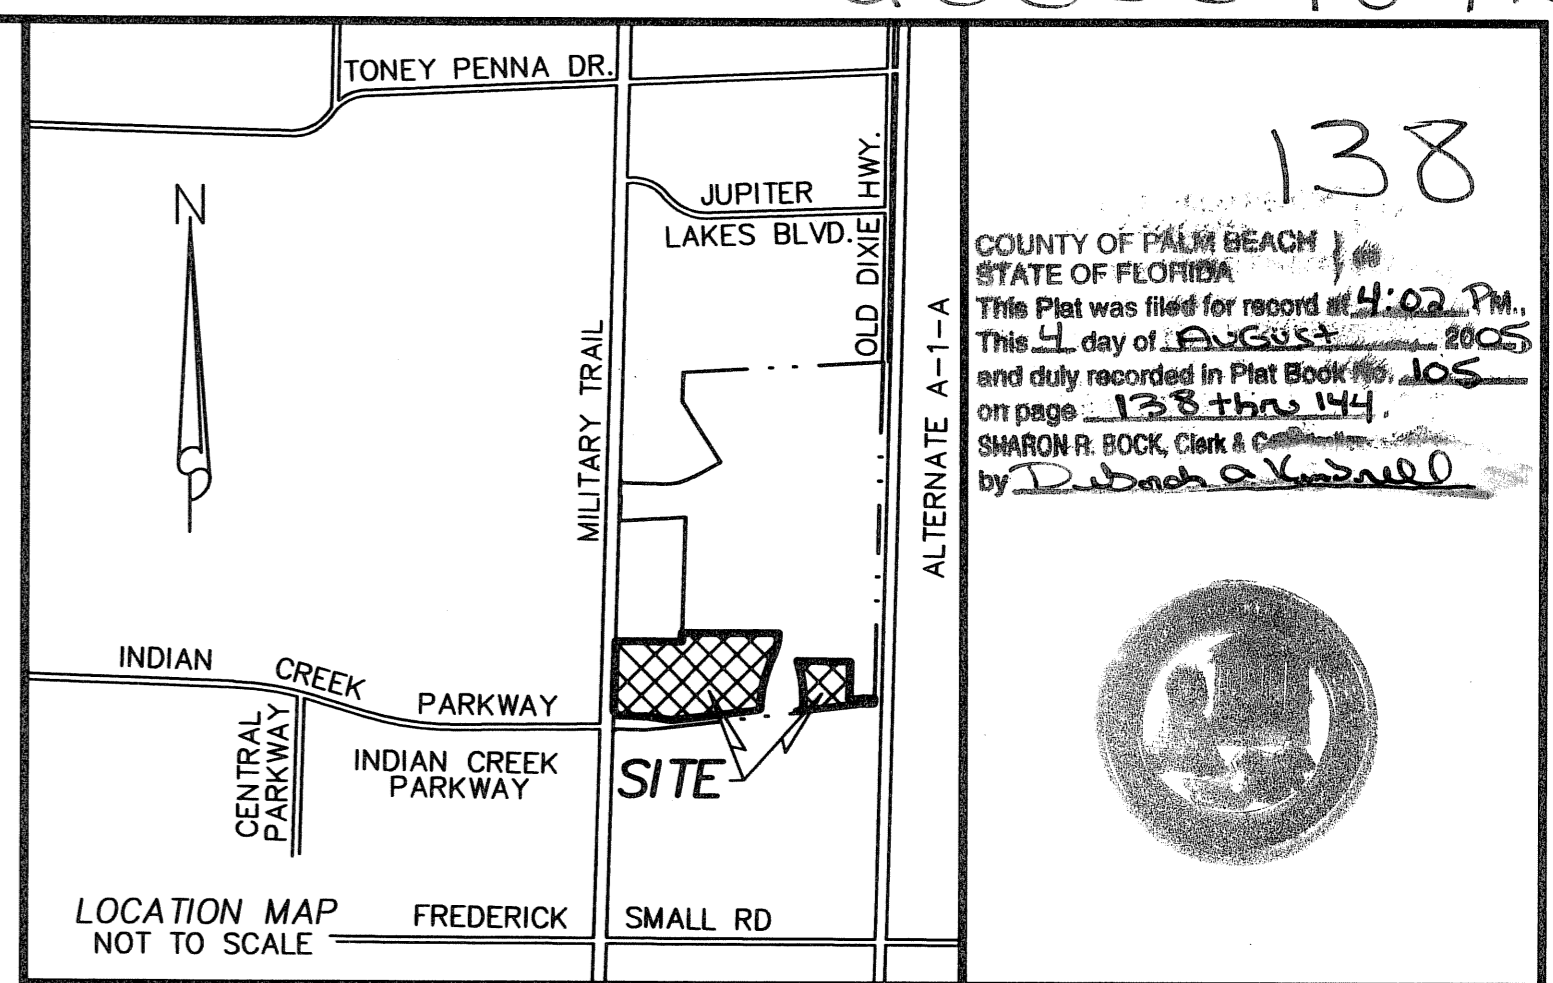 TONEY PENNA DR.
JUPITER
LAKES BLVD.
OLD DIXIE HWY.
N
MILITARY TRAIL
ALTERNATE A-1-A
INDIAN CREEK PARKWAY
CENTRAL
PARKWAY
INDIAN CREEK
PARKWAY
SITE
LOCATION MAP
NOT TO SCALE
FREDERICK SMALL RD
138
COUNTY OF PALM BEACH }
STATE OF FLORIDA
This Plat was filed for record at 4:02 PM.,
This 4 day of AUGUST 2005
and duly recorded in Plat Book No. 105
on page 138 thru 144.
SHARON R. BOCK, Clerk &
by Deborah a